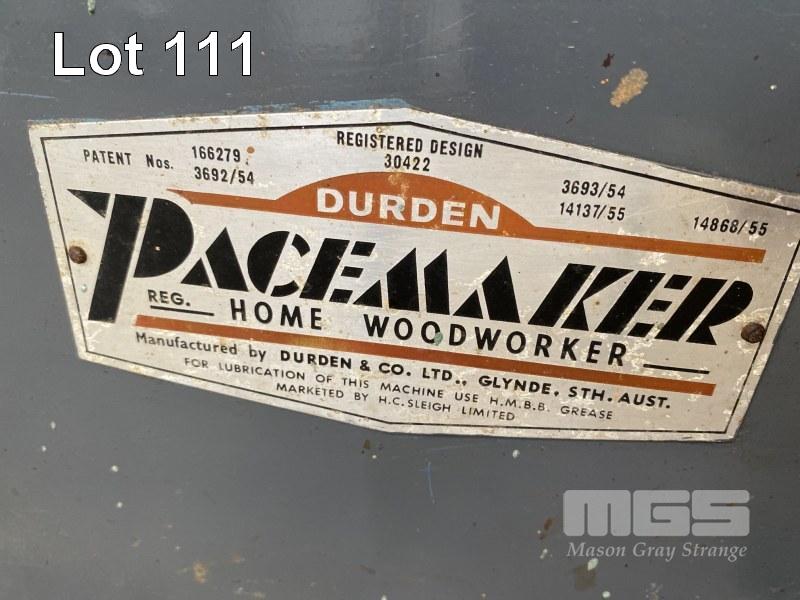 Lot 111
PATENT Nos. 166279. REGISTERED DESIGN
3692/54 30422 3693/54
14137/55 14868/55
DURDEN
PACEMAKER
REG. HOME WOODWORKER
Manufactured by DURDEN & CO. LTD., GLYNDE, STH. AUST.
FOR LUBRICATION OF THIS MACHINE USE H.M.B.B. GREASE
MARKETED BY H.C. SLEIGH LIMITED
MGS
Mason Gray Strange